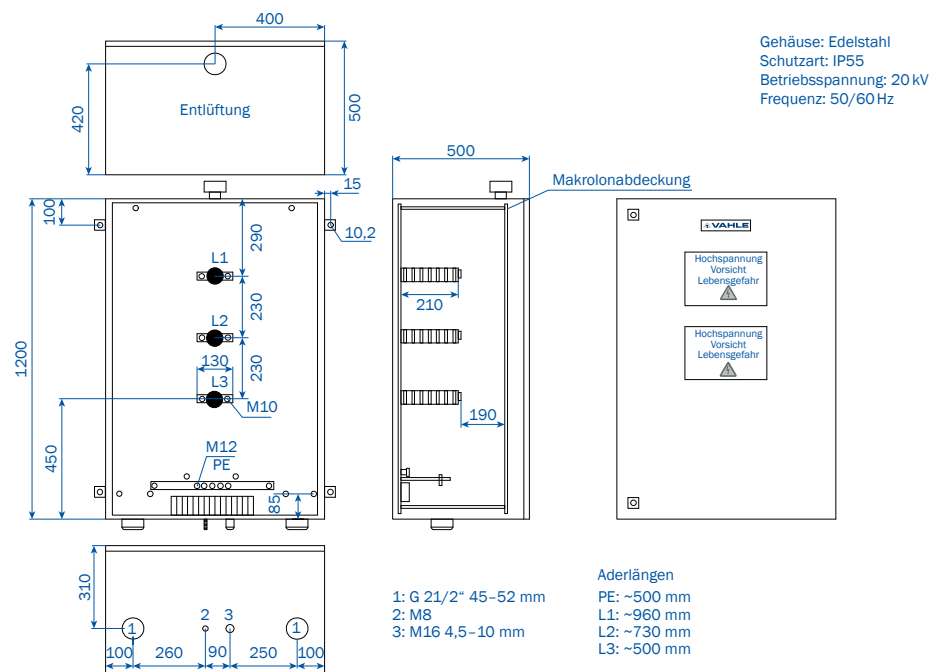 400
420
Entlüftung
500
Gehäuse: Edelstahl
Schutzart: IP55
Betriebsspannung: 20 kV
Frequenz: 50/60 Hz
500
15
Makrolonabdeckung
100
10,2
290
L1
230
L2
230
130
L3
M10
1200
450
M12
PE
85
210
190
VAHLE
Hochspannung
Vorsicht
Lebensgefahr
Hochspannung
Vorsicht
Lebensgefahr
310
1
2
3
1
100
260
90
250
100
1: G 21/2“ 45–52 mm
2: M8
3: M16 4,5–10 mm
Aderlängen
PE: ~500 mm
L1: ~960 mm
L2: ~730 mm
L3: ~500 mm